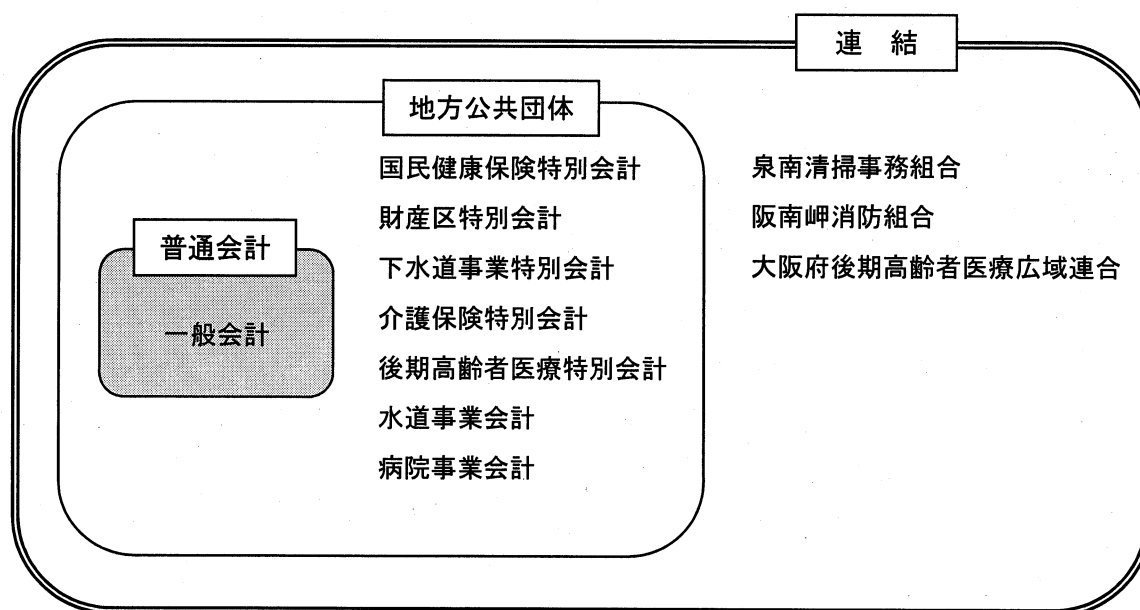 連 結
地方公共団体
国民健康保険特別会計
財産区特別会計
下水道事業特別会計
介護保険特別会計
後期高齢者医療特別会計
水道事業会計
病院事業会計
普通会計
一般会計
泉南清掃事務組合
阪南岬消防組合
大阪府後期高齢者医療広域連合